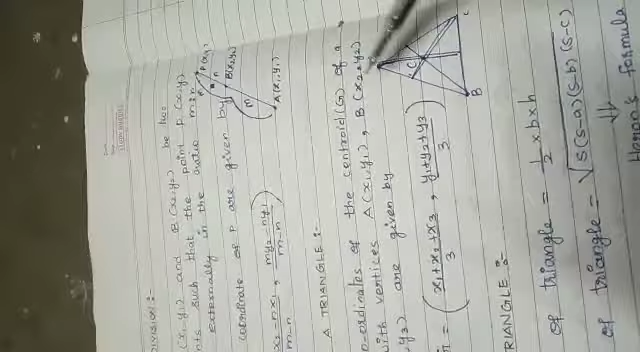 DIVISION :-
(x₁, y₁) and B(x₂, y₂) be two
nts such that the point p(x,y)
externally in the ratio m:n
coordinate of P are given by
P(x,y)
n
B(x₂,y₂)
m
A(x₁,y₁)
x₂-nx₁/m-n , my₂-ny₁/m-n)
A TRIANGLE :-
o-ordinates of the centroid (G) of a
with vertices A(x₁,y₁), B(x₂,y₂)
y₃) are given by
= (x₁+x₂+x₃/3 , y₁+y₂+y₃/3)
C
G
B
TRIANGLE :-
of triangle = 1/2 × b × h
of triangle = √s(s-a)(s-b)(s-c)
⇓
Heron's formula